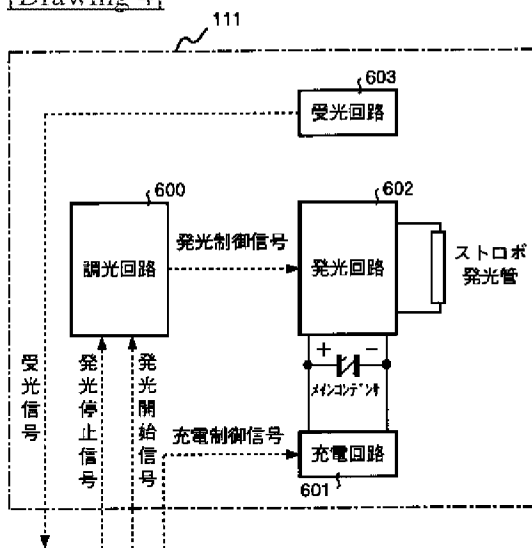 111
603
受光回路
600
調光回路
発光制御信号
602
発光回路
ストロボ
発光管
+
−
メインコンデンサ
充電制御信号
充電回路
601
受光信号
発光停止信号
発光開始信号